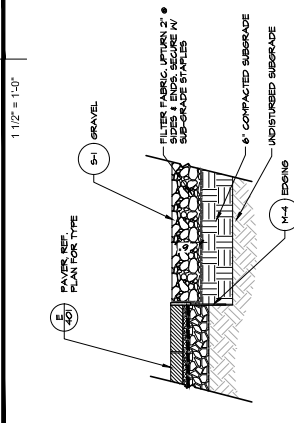 1 1/2" = 1'-0"
E
401
PAVER, REF.
PLAN FOR TYPE
S-1
GRAVEL
FILTER FABRIC, UPTURN 2" @
SIDES & ENDS, SECURE W/
SUB-GRADE STAPLES
6" COMPACTED SUBGRADE
UNDISTURBED SUBGRADE
M-4
EDGING